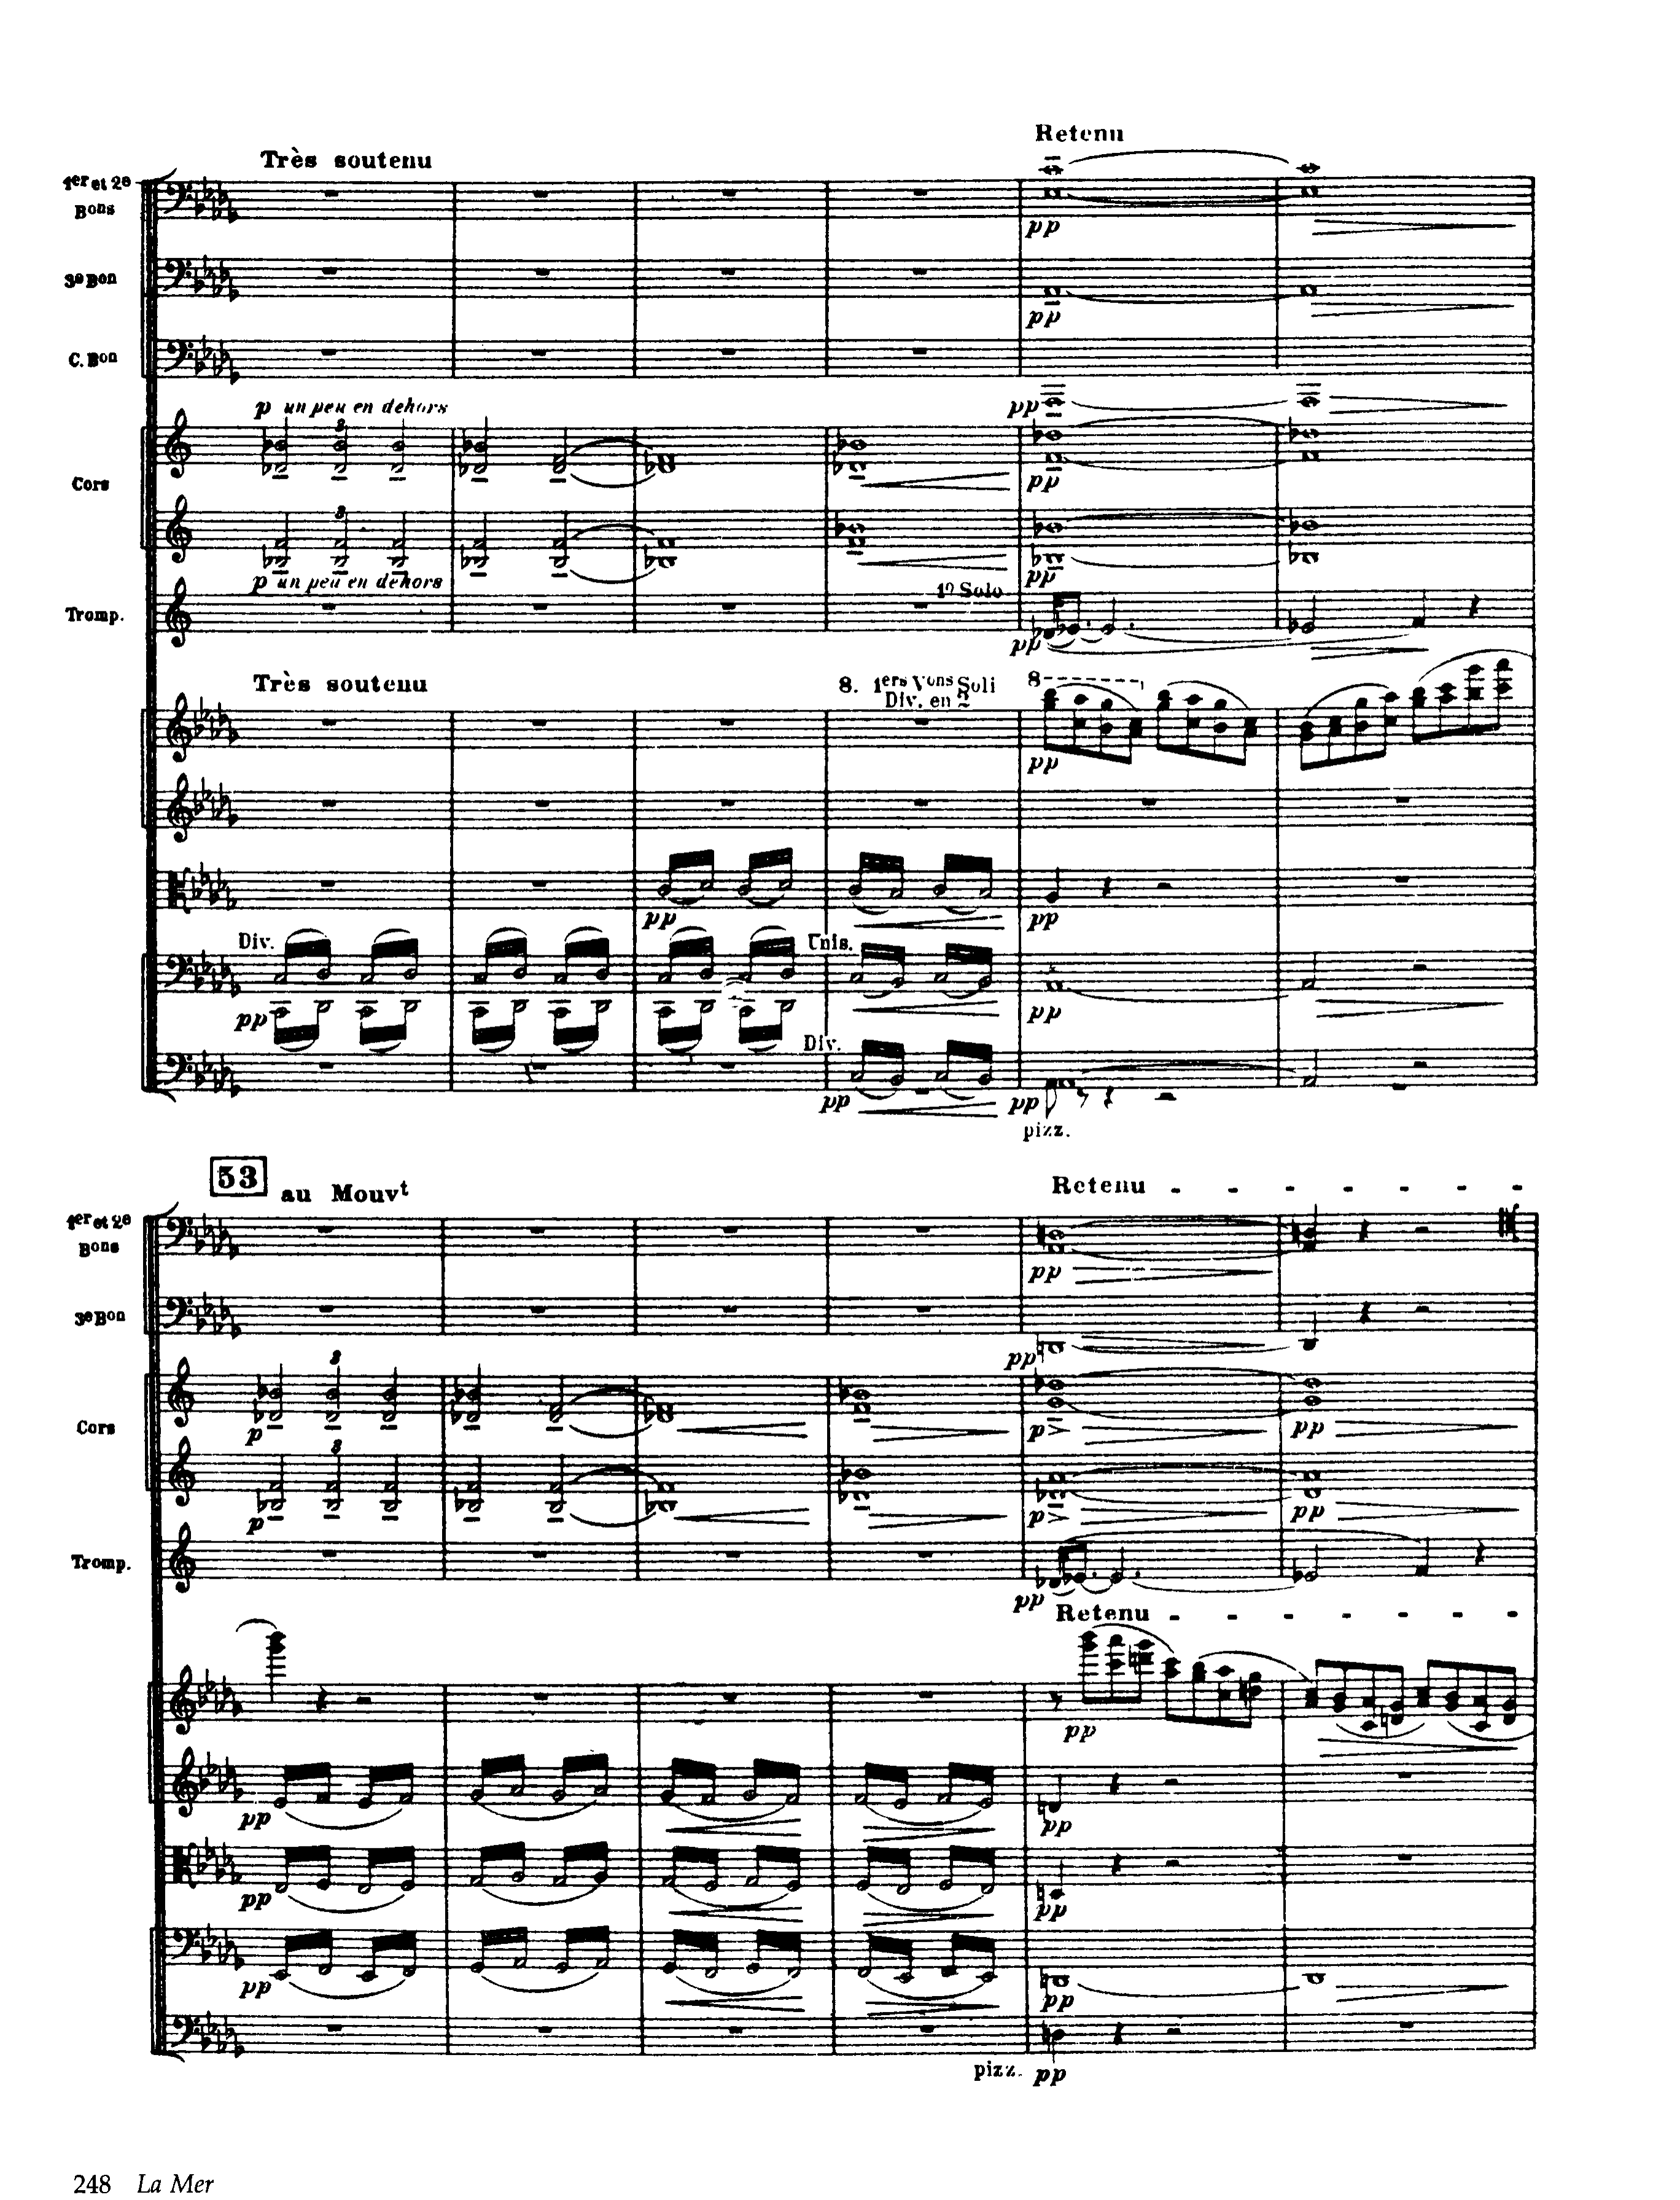 Retenu
Très soutenu
1er et 2e
Bons
pp
3e Bon
pp
C. Bon
p un peu en dehors
pp
3
Cors
pp
3
p un peu en dehors
pp
1o Solo
Tromp.
pp
Très soutenu
8. 1ers Vons Soli
Div. en 2
8
pp
pp
pp
Div.
Unis.
pp
pp
Div.
pp
pp
pizz.
53
au Mouvt
Retenu
1er et 2e
Bons
pp
3e Bon
pp
3
Cors
p
p
pp
3
p
p
pp
Tromp.
pp
Retenu
pp
pp
pp
pp
pp
pp
pp
pizz.
pp
248 La Mer